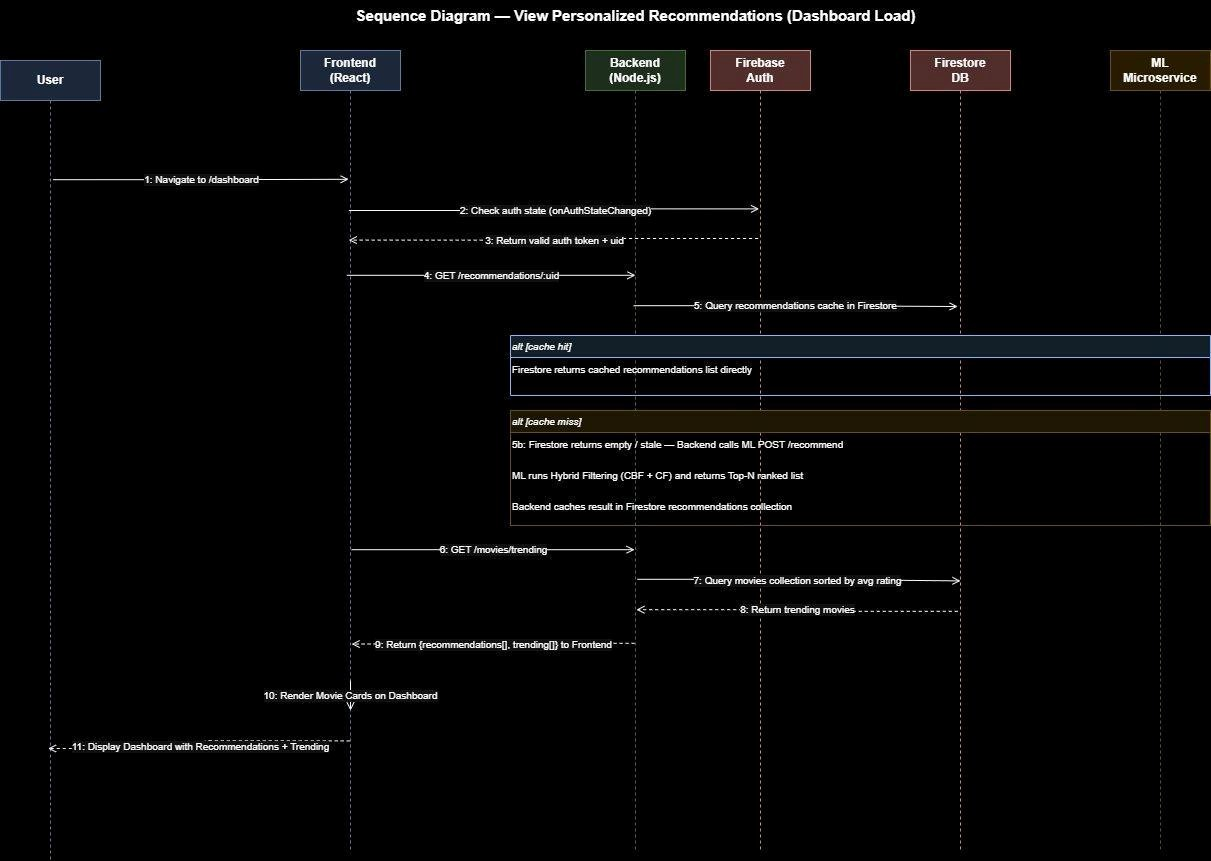 Sequence Diagram — View Personalized Recommendations (Dashboard Load)
User
Frontend
(React)
Backend
(Node.js)
Firebase
Auth
Firestore
DB
ML
Microservice
1: Navigate to /dashboard
2: Check auth state (onAuthStateChanged)
3: Return valid auth token + uid
4: GET /recommendations/:uid
5: Query recommendations cache in Firestore
alt [cache hit]
Firestore returns cached recommendations list directly
alt [cache miss]
5b: Firestore returns empty / stale — Backend calls ML POST /recommend
ML runs Hybrid Filtering (CBF + CF) and returns Top-N ranked list
Backend caches result in Firestore recommendations collection
6: GET /movies/trending
7: Query movies collection sorted by avg rating
8: Return trending movies
9: Return {recommendations[], trending[]} to Frontend
10: Render Movie Cards on Dashboard
11: Display Dashboard with Recommendations + Trending